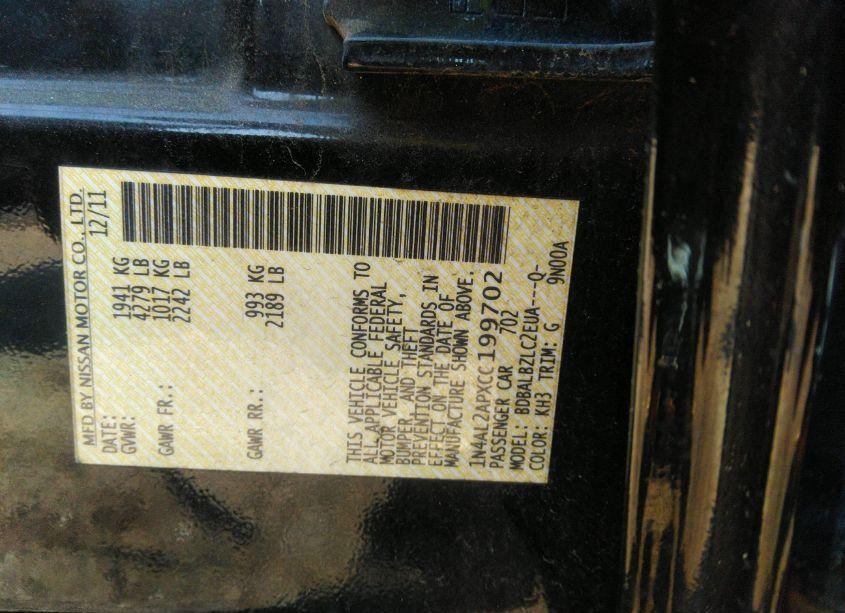 MFD BY NISSAN MOTOR CO., LTD.
DATE: 12/11
GVWR: 1941 KG
4279 LB
GAWR FR.: 1017 KG
2242 LB
GAWR RR.: 993 KG
2189 LB
THIS VEHICLE CONFORMS TO
ALL APPLICABLE FEDERAL
MOTOR VEHICLE SAFETY,
BUMPER, AND THEFT
PREVENTION STANDARDS IN
EFFECT ON THE DATE OF
MANUFACTURE SHOWN ABOVE.
1N4AL2APXCC199702
PASSENGER CAR 702
MODEL: BDBALBZLC2EUA----Q-
COLOR: KH3 TRIM: G 9N00A